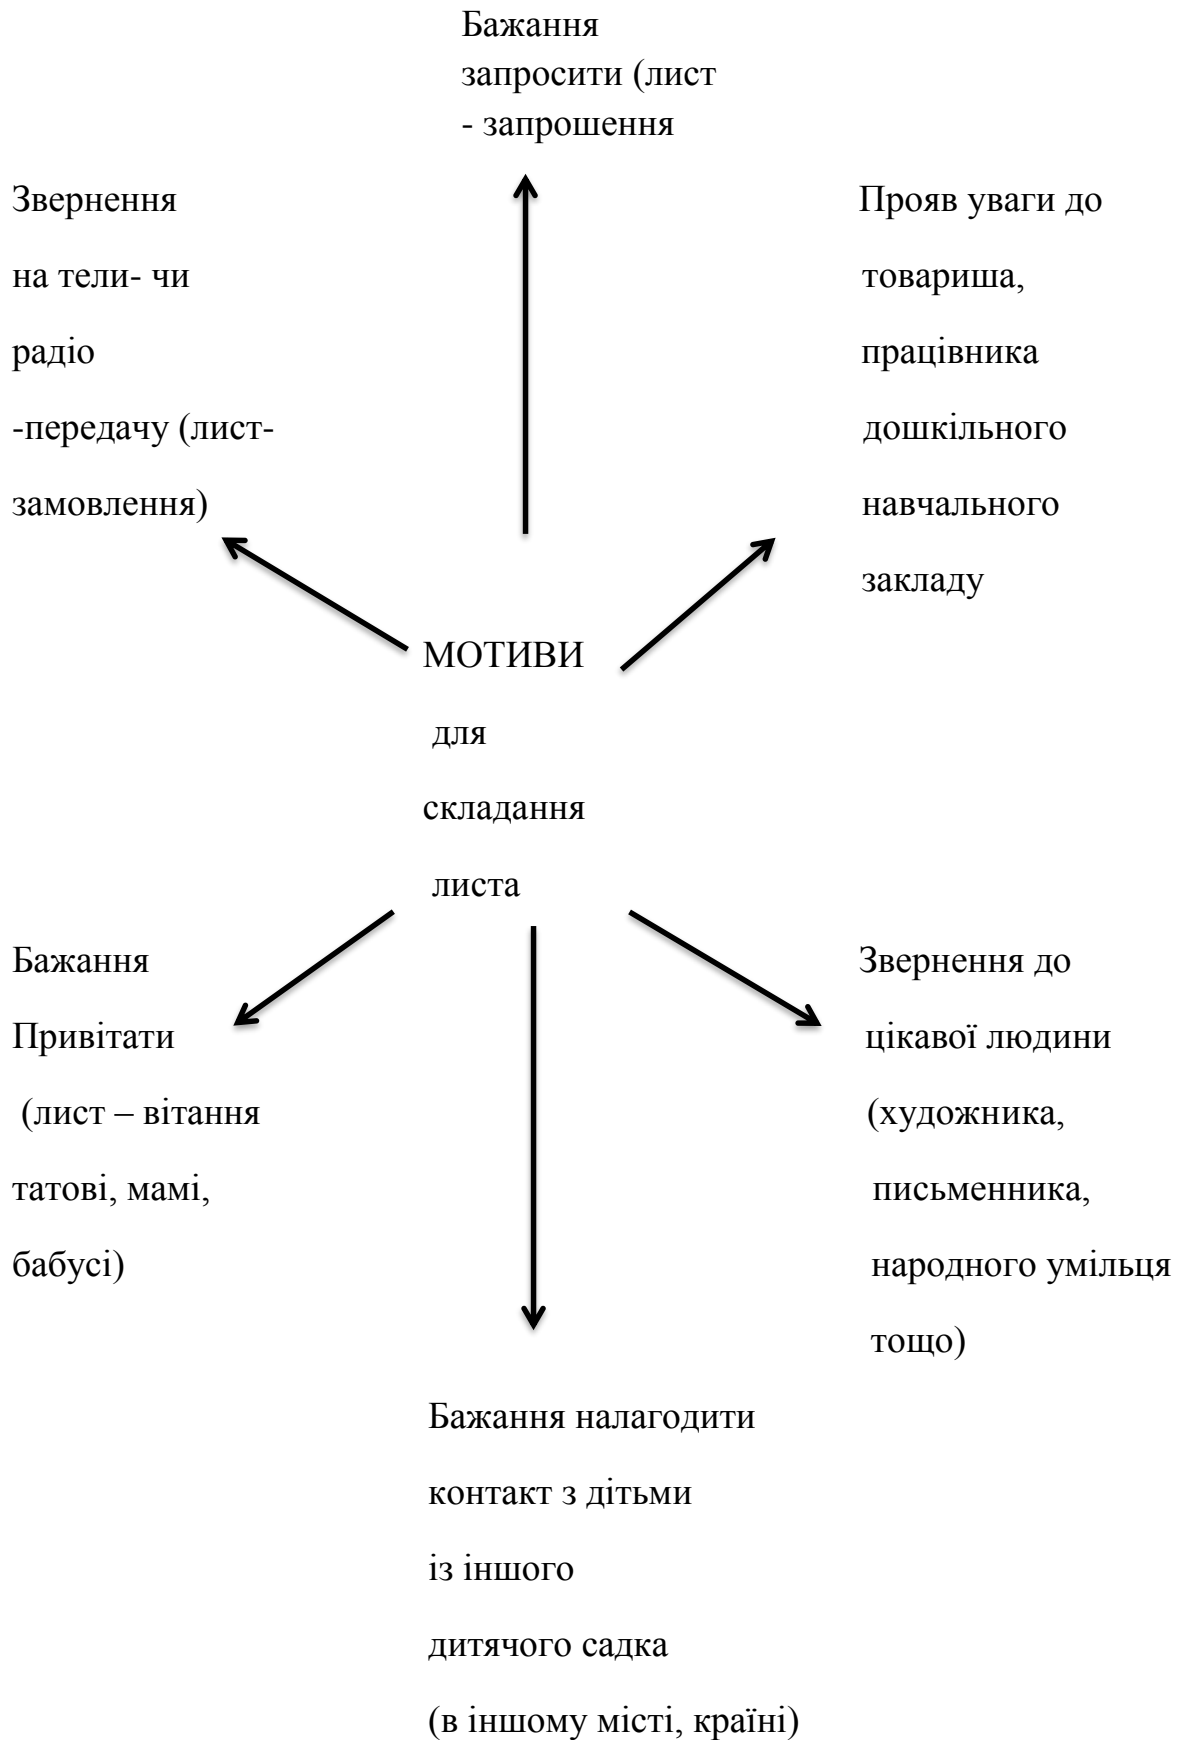 Бажання
запросити (лист
- запрошення
Звернення
на тели- чи
радіо
-передачу (лист-
замовлення)
Прояв уваги до
товариша,
працівника
дошкільного
навчального
закладу
МОТИВИ
для
складання
листа
Бажання
Привітати
(лист – вітання
татові, мамі,
бабусі)
Звернення до
цікавої людини
(художника,
письменника,
народного умільця
тощо)
Бажання налагодити
контакт з дітьми
із іншого
дитячого садка
(в іншому місті, країні)